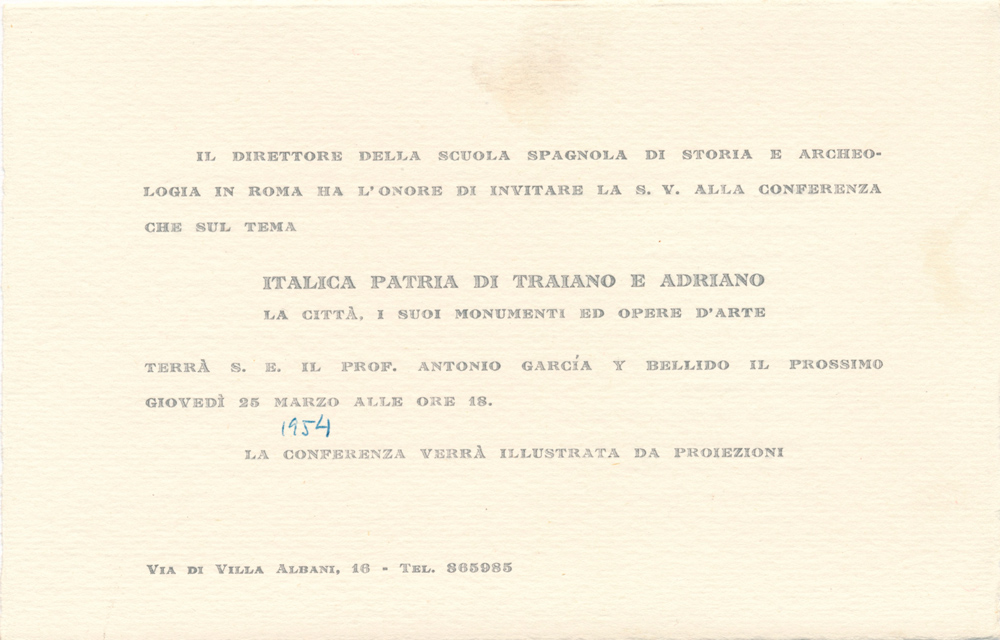 IL DIRETTORE DELLA SCUOLA SPAGNOLA DI STORIA E ARCHEO-
LOGIA IN ROMA HA L'ONORE DI INVITARE LA S. V. ALLA CONFERENZA
CHE SUL TEMA
ITALICA PATRIA DI TRAIANO E ADRIANO
LA CITTÀ, I SUOI MONUMENTI ED OPERE D'ARTE
TERRÀ S. E. IL PROF. ANTONIO GARCÍA Y BELLIDO IL PROSSIMO
GIOVEDÌ 25 MARZO ALLE ORE 18.
1954
LA CONFERENZA VERRÀ ILLUSTRATA DA PROIEZIONI
VIA DI VILLA ALBANI, 16 - TEL. 865985